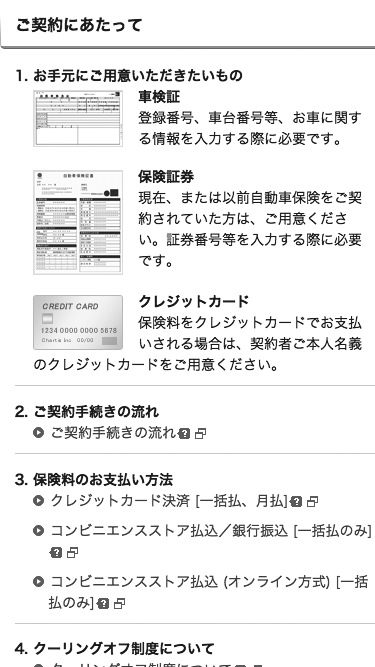 ご契約にあたって
1. お手元にご用意いただきたいもの
車検証
登録番号、車台番号等、お車に関す
る情報を入力する際に必要です。
自動車保険証券
保険証券
現在、または以前自動車保険をご契
約されていた方は、ご用意くださ
い。証券番号等を入力する際に必要
です。
CREDIT CARD
1234 0000 0000 5678
Chartis Inc 00/00
クレジットカード
保険料をクレジットカードでお支払
いされる場合は、契約者ご本人名義
のクレジットカードをご用意ください。
2. ご契約手続きの流れ
ご契約手続きの流れ
3. 保険料のお支払い方法
クレジットカード決済 [一括払、月払]
コンビニエンスストア払込／銀行振込 [一括払のみ]
コンビニエンスストア払込 (オンライン方式) [一括
払のみ]
4. クーリングオフ制度について
クーリングオフ制度について